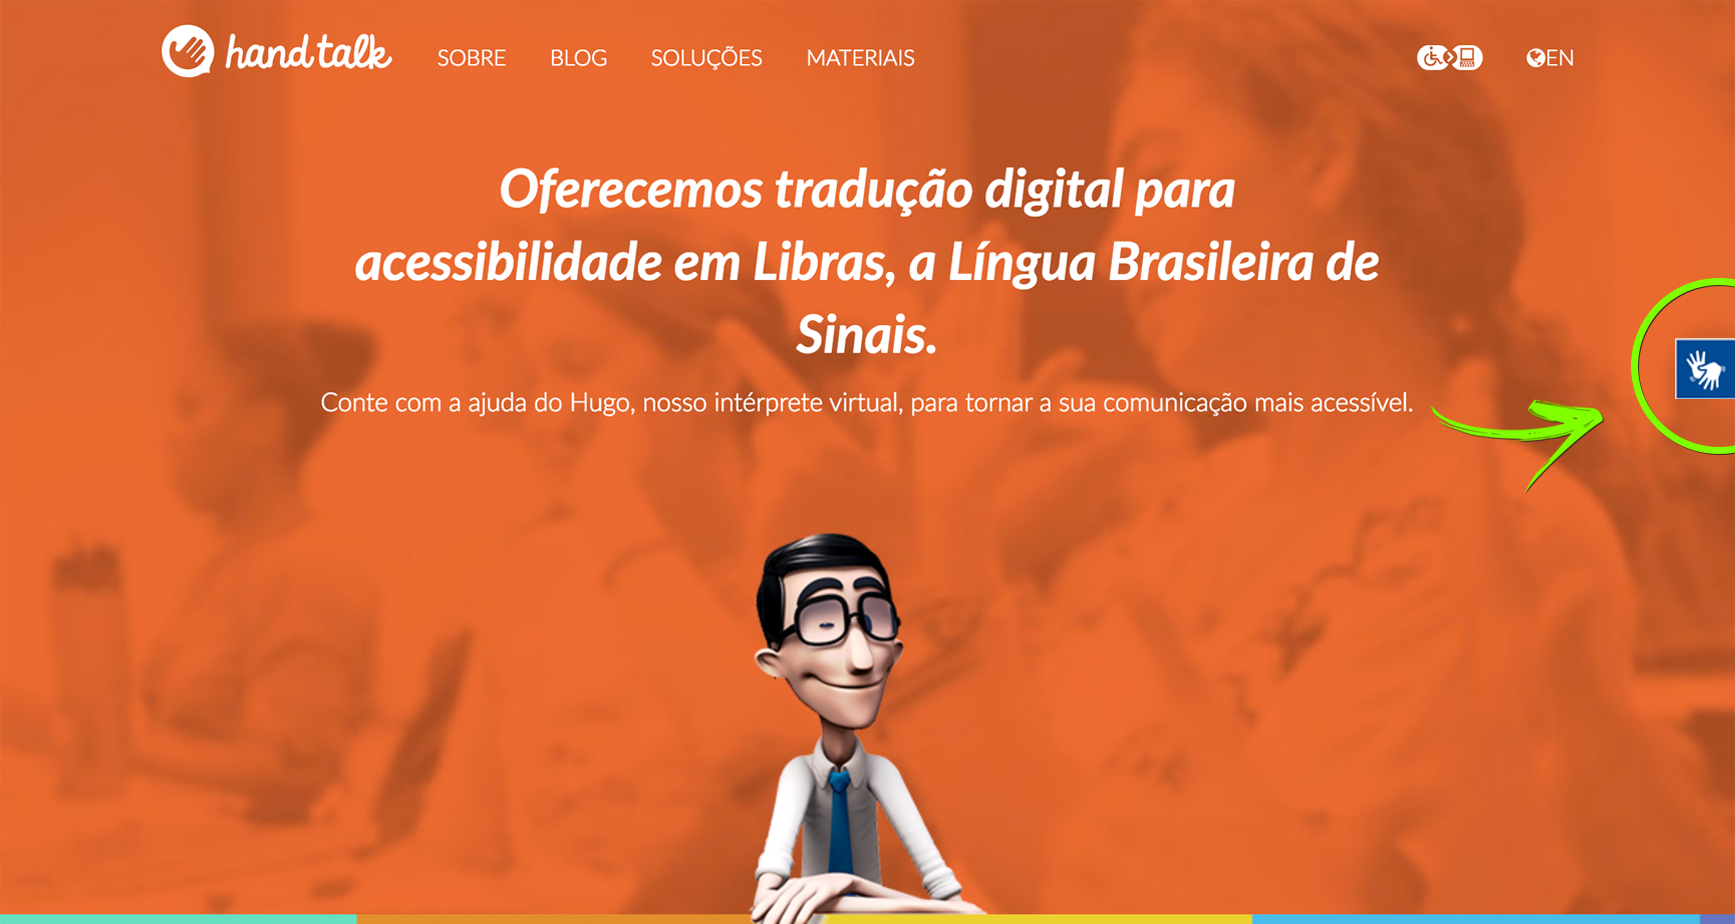 hand talk
SOBRE
BLOG
SOLUÇÕES
MATERIAIS
EN
Oferecemos tradução digital para
acessibilidade em Libras, a Língua Brasileira de
Sinais.
Conte com a ajuda do Hugo, nosso intérprete virtual, para tornar a sua comunicação mais acessível.